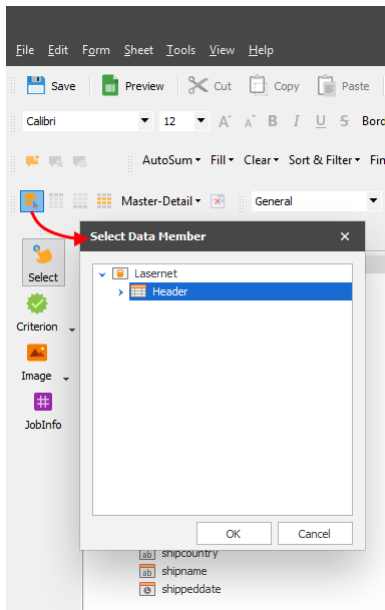 File Edit Form Sheet Tools View Help
Save Preview Cut Copy Paste
Calibri 12 A A B I U S Bord
AutoSum Fill Clear Sort & Filter Fin
Master-Detail General
Select Data Member
Lasernet
Header
Select
Criterion
Image
JobInfo
OK Cancel
ab shipcountry
ab shipname
shippeddate